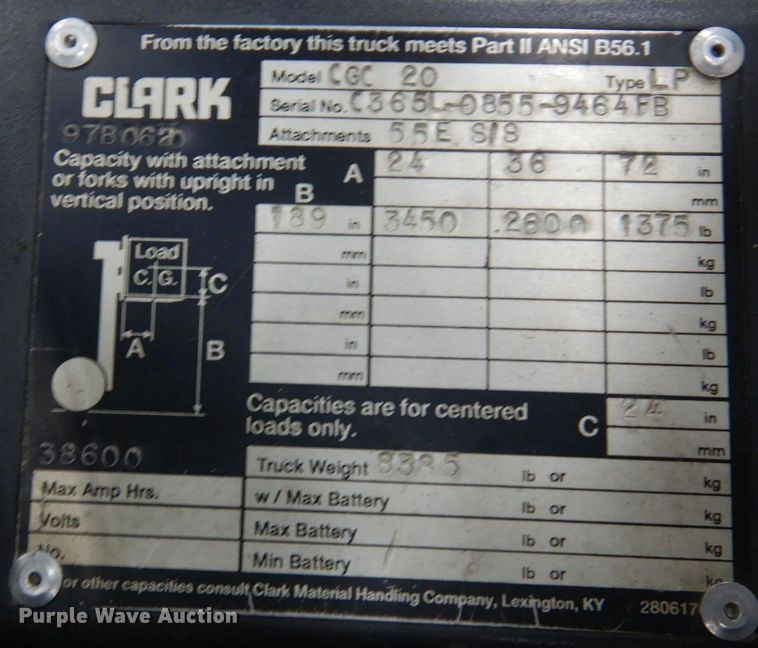 From the factory this truck meets Part II ANSI B56.1
CLARK
Model CGC 20 Type LP
Serial No. C365L-0855-9464FB
Attachments 55E S/S
Capacity with attachment
or forks with upright in
vertical position.
A 24 36 72 in
mm
B
189 in 3450 2800 1375 lb
mm kg
in lb
mm kg
in lb
mm kg
Load
C. G. C
A B
Capacities are for centered
loads only.
C 24 in
mm
38600
Truck Weight 8385 lb or kg
Max Amp Hrs. w / Max Battery lb or kg
Volts Max Battery lb or kg
No. Min Battery lb or kg
or other capacities consult Clark Material Handling Company, Lexington, KY 280617
Purple Wave Auction